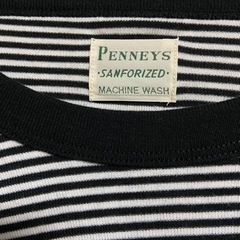 PENNEYS
·SANFORIZED·
MACHINE WASH